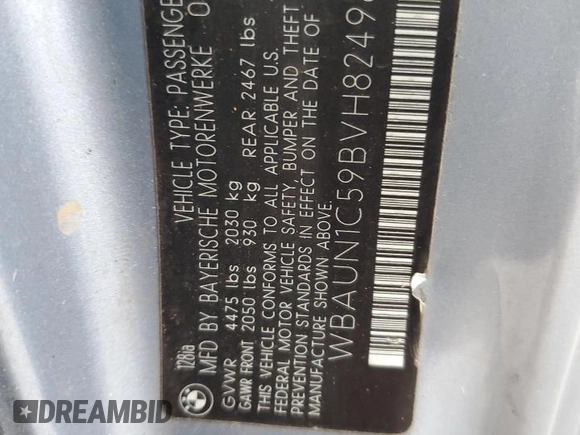 VEHICLE TYPE: PASSENGE
MFD BY BAYERISCHE MOTORENWERKE 0
128ia
GVWR 4475 lbs 2030 kg
GAWR FRONT 2050 lbs 930 kg REAR 2467 lbs
THIS VEHICLE CONFORMS TO ALL APPLICABLE U.S.
FEDERAL MOTOR VEHICLE SAFETY, BUMPER AND THEFT
PREVENTION STANDARDS IN EFFECT ON THE DATE OF
MANUFACTURE SHOWN ABOVE.
WBAUN1C59BVH8249
BMW
DREAMBID